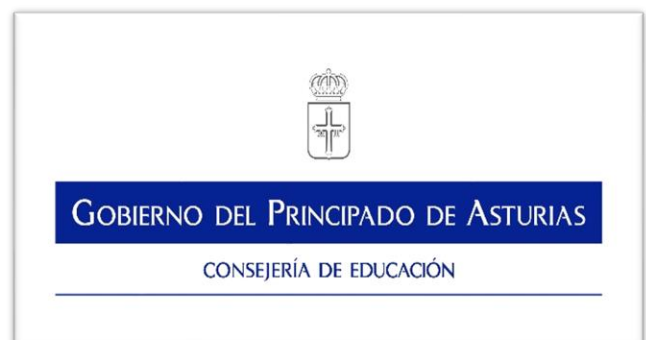 GOBIERNO DEL PRINCIPADO DE ASTURIAS
CONSEJERÍA DE EDUCACIÓN